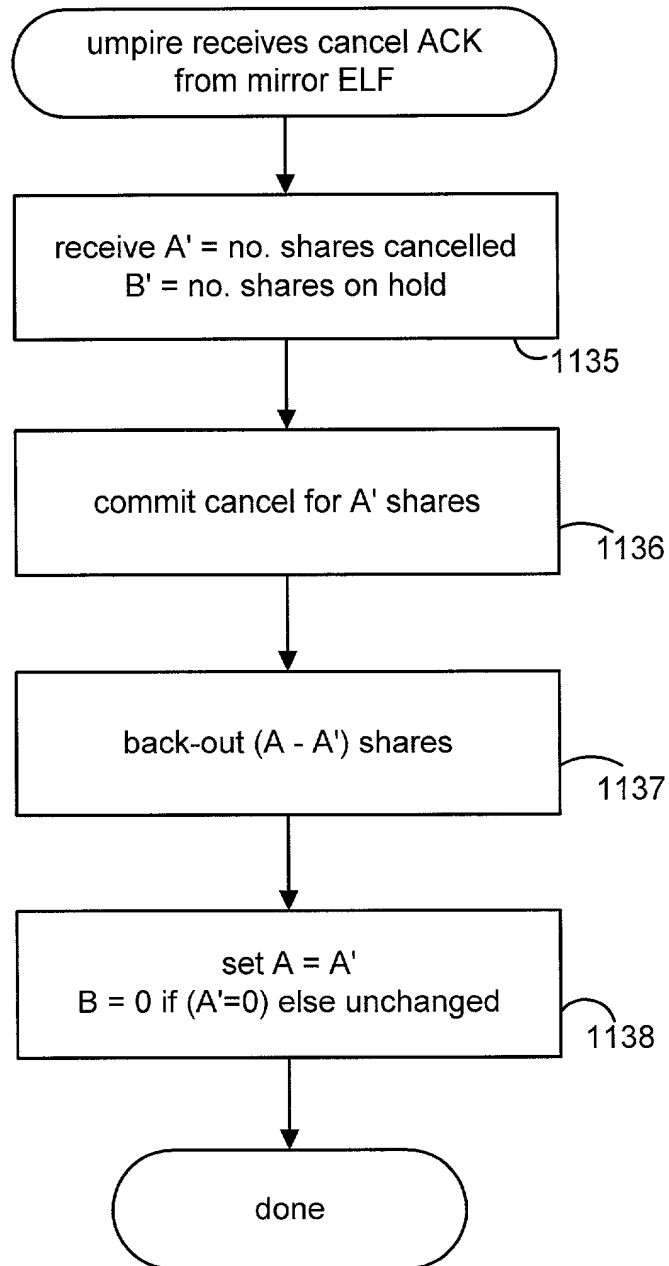 umpire receives cancel ACK
from mirror ELF
receive A' = no. shares cancelled
B' = no. shares on hold
1135
commit cancel for A' shares
1136
back-out (A - A') shares
1137
set A = A'
B = 0 if (A'=0) else unchanged
1138
done